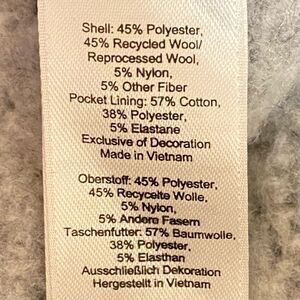 Shell: 45% Polyester,
45% Recycled Wool/
Reprocessed Wool,
5% Nylon,
5% Other Fiber
Pocket Lining: 57% Cotton,
38% Polyester,
5% Elastane
Exclusive of Decoration
Made in Vietnam
Oberstoff: 45% Polyester,
45% Recycelte Wolle,
5% Nylon,
5% Andere Fasern
Taschenfutter: 57% Baumwolle,
38% Polyester,
5% Elasthan
Ausschließlich Dekoration
Hergestellt in Vietnam